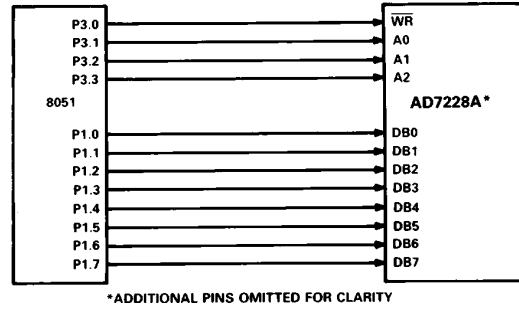 P3.0 WR
P3.1 A0
P3.2 A1
P3.3 A2
8051 AD7228A*
P1.0 DB0
P1.1 DB1
P1.2 DB2
P1.3 DB3
P1.4 DB4
P1.5 DB5
P1.6 DB6
P1.7 DB7
*ADDITIONAL PINS OMITTED FOR CLARITY